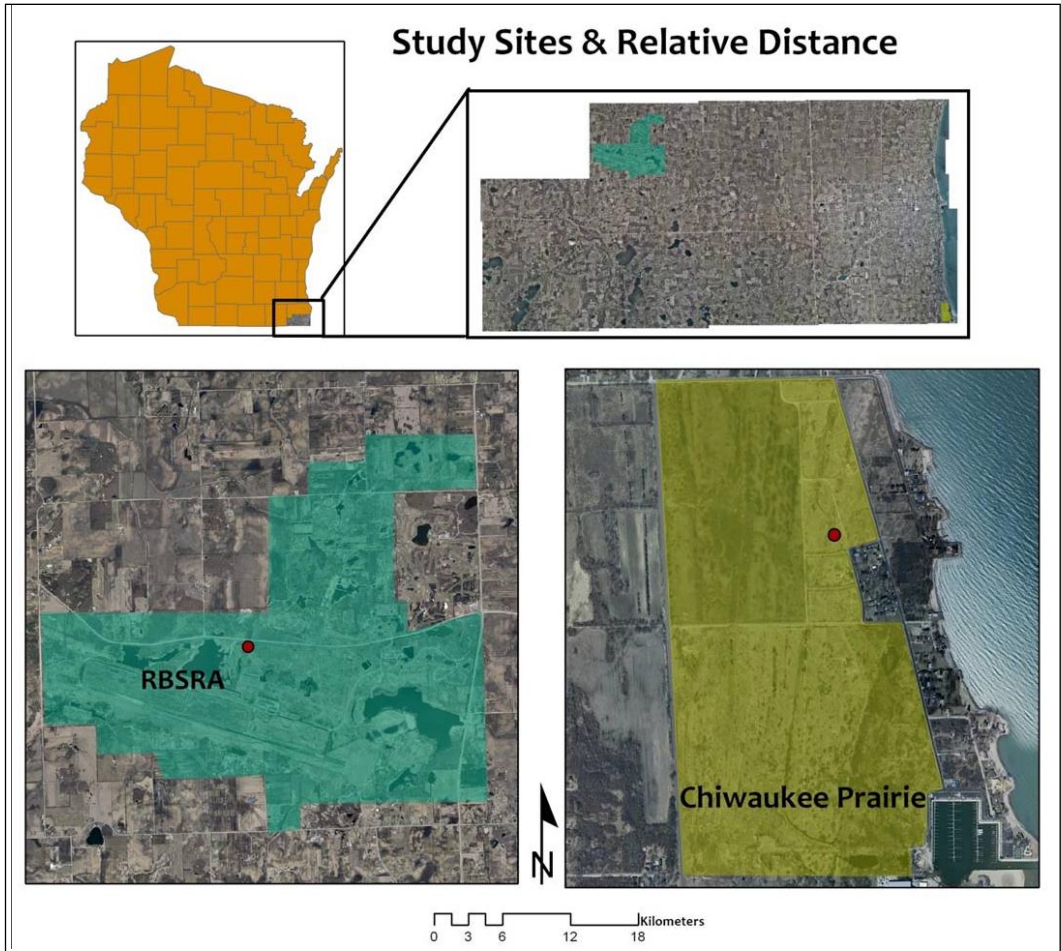 Study Sites & Relative Distance
RBSRA
Chiwaukee Prairie
N
Kilometers
0 3 6 12 18